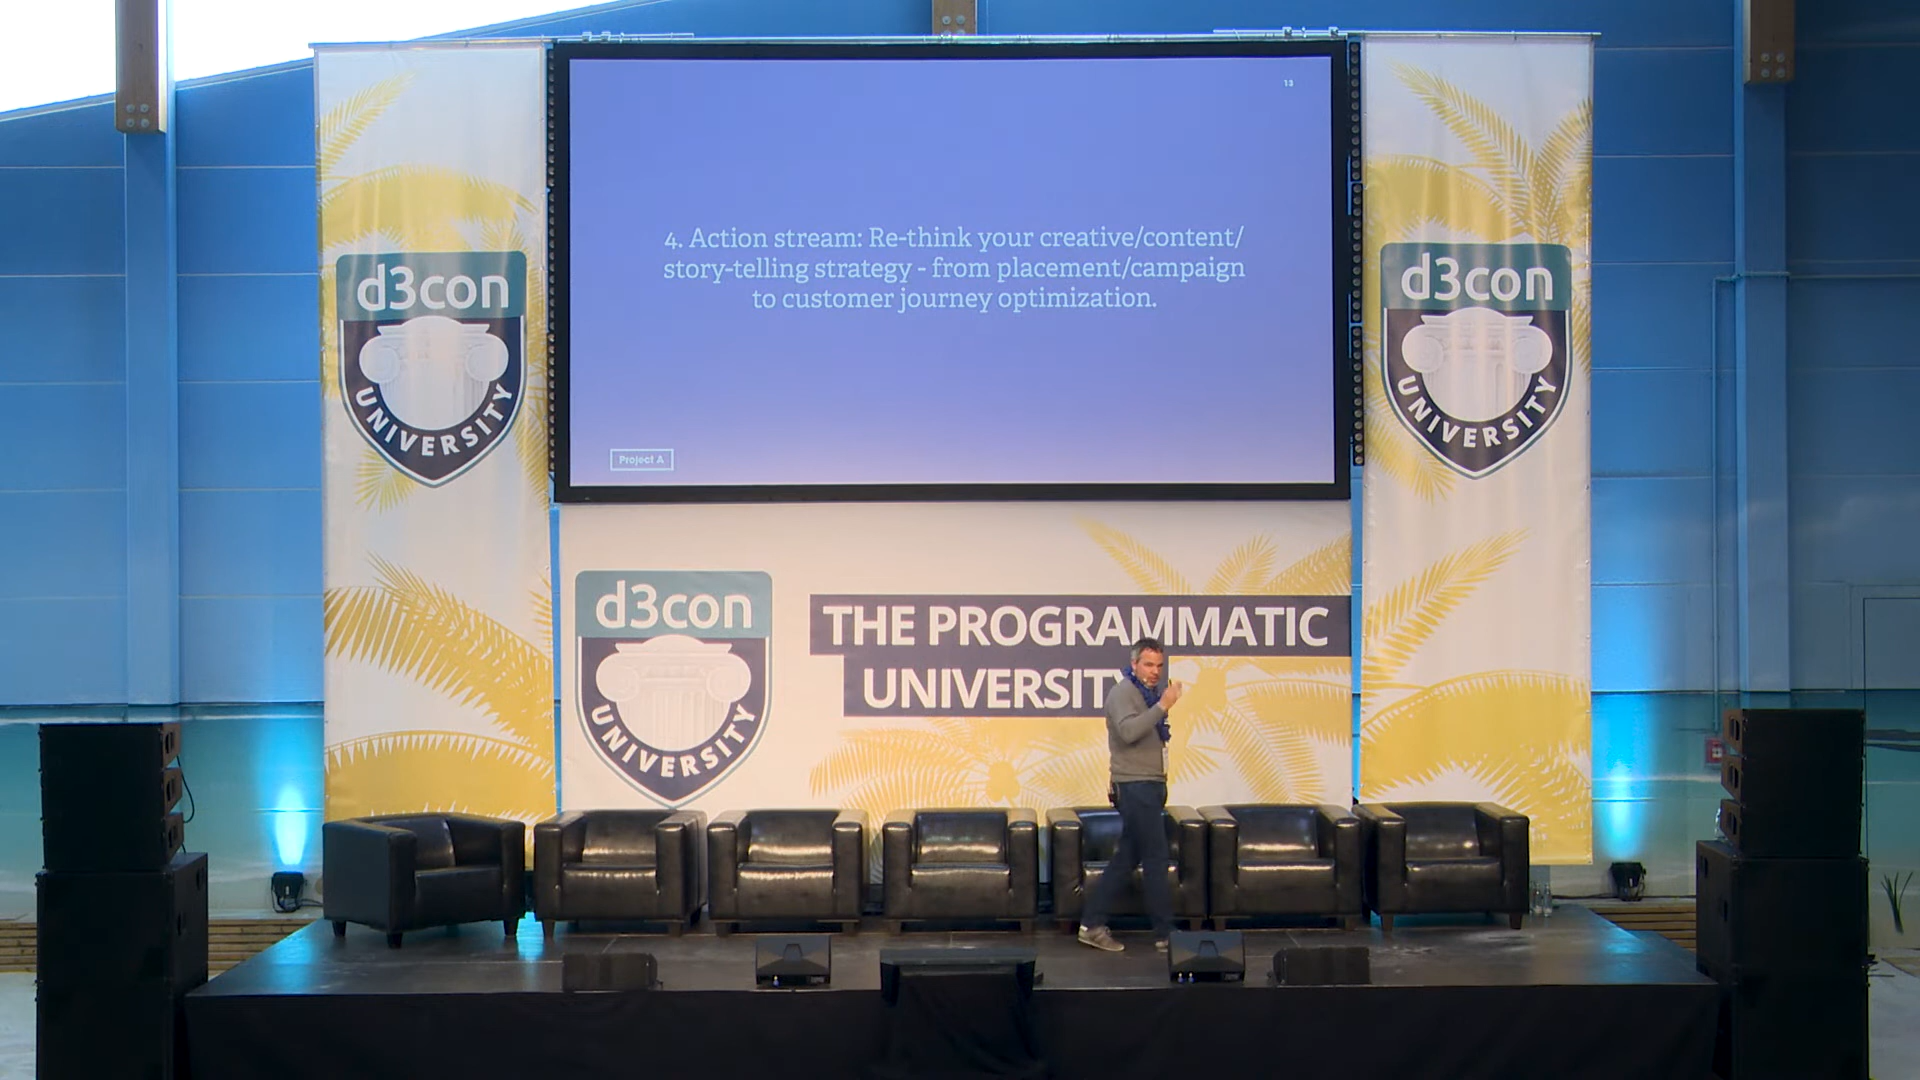 13
4. Action stream: Re-think your creative/content/
story-telling strategy - from placement/campaign
to customer journey optimization.
Project A
d3con
UNIVERSITY
d3con
UNIVERSITY
d3con
UNIVERSITY
THE PROGRAMMATIC
UNIVERSITY